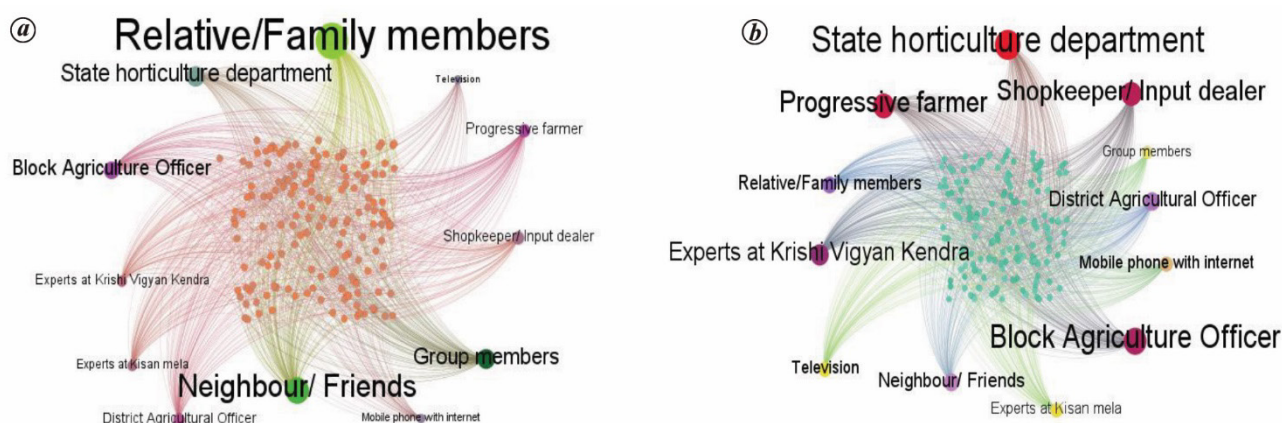 a
Relative/Family members
State horticulture department
Television
Progressive farmer
Block Agriculture Officer
Shopkeeper/ Input dealer
Experts at Krishi Vigyan Kendra
Group members
Experts at Kisan mela
Neighbour/ Friends
District Agricultural Officer
Mobile phone with internet
b
State horticulture department
Shopkeeper/ Input dealer
Progressive farmer
Group members
Relative/Family members
District Agricultural Officer
Experts at Krishi Vigyan Kendra
Mobile phone with internet
Block Agriculture Officer
Television
Neighbour/ Friends
Experts at Kisan mela